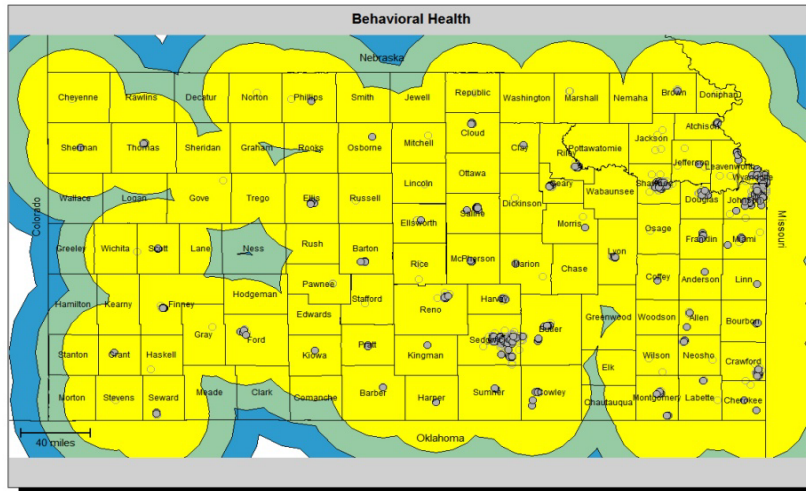 Behavioral Health
Nebraska
Cheyenne Rawlins Decatur Norton Phillips Smith Jewell Republic Washington Marshall Nemaha Brown Doniphan
Sherman Thomas Sheridan Graham Rooks Osborne Mitchell Cloud Clay Riley Pottawatomie Jackson Atchison
Jefferson Leavenworth
Wallace Logan Gove Trego Ellis Russell Lincoln Ottawa Saline Dickinson Geary Wabaunsee Shawnee Douglas Johnson Wyandotte
Colorado
Greeley Wichita Scott Lane Ness Rush Barton Ellsworth McPherson Marion Morris Chase Lyon Osage Franklin Miami
Missouri
Hamilton Kearny Finney Hodgeman Pawnee Stafford Rice Reno Harvey Coffey Anderson Linn
Gray Ford Edwards Sedgwick Butler Greenwood Woodson Allen Bourbon
Stanton Grant Haskell Kiowa Pratt Kingman Elk Wilson Neosho Crawford
Norton Stevens Seward Meade Clark Comanche Barber Harper Sumner Cowley Chautauqua Montgomery Labette Cherokee
40 miles
Oklahoma